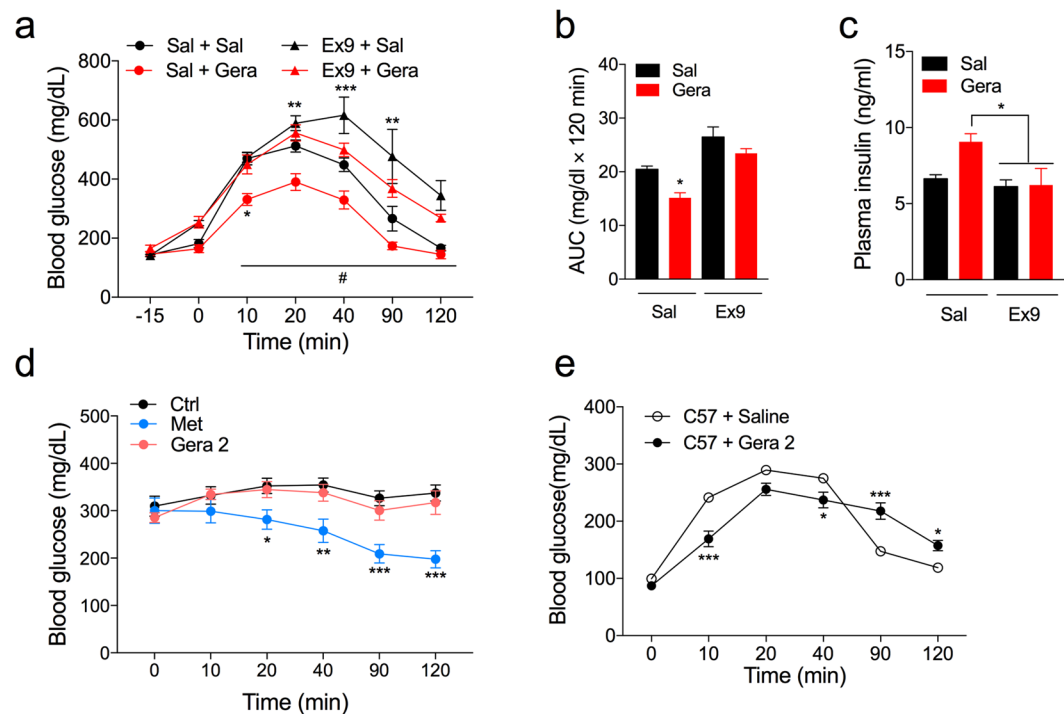 a
Sal + Sal
Ex9 + Sal
Sal + Gera
Ex9 + Gera
Blood glucose (mg/dL)
800
600
400
200
0
**
***
**
*
#
-15 0 10 20 40 90 120
Time (min)
b
Sal
Gera
AUC (mg/dl × 120 min)
40
30
20
10
0
*
Sal Ex9
c
Sal
Gera
Plasma insulin (ng/ml)
15
10
5
0
*
Sal Ex9
d
Ctrl
Met
Gera 2
Blood glucose (mg/dL)
500
400
300
200
100
0
* ** *** ***
0 10 20 40 90 120
Time (min)
e
C57 + Saline
C57 + Gera 2
Blood glucose(mg/dL)
400
300
200
100
0
***
*
***
*
0 10 20 40 90 120
Time (min)